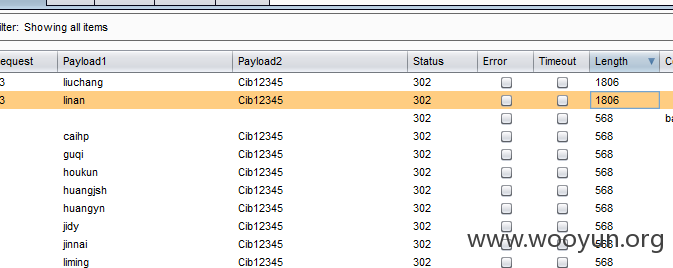 ilter: Showing all items
equest Payload1 Payload2 Status Error Timeout Length C
3 liuchang Cib12345 302 1806
3 linan Cib12345 302 1806
302 568 ba
caihp Cib12345 302 568
guqi Cib12345 302 568
houkun Cib12345 302 568
huangjsh Cib12345 302 568
huangyn Cib12345 302 568
jidy Cib12345 302 568
jinnai Cib12345 302 568
liming Cib12345 302 568
www.wooyun.org